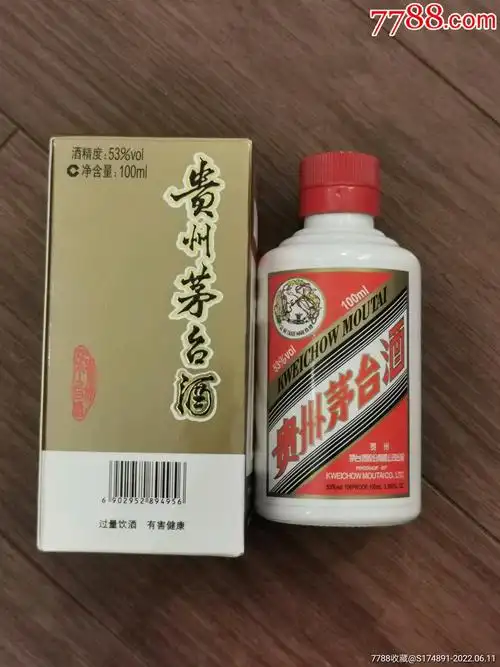 7788.com
酒精度:53%vol
净含量:100ml
贵州茅台酒
6 902952 894956
过量饮酒 有害健康
100ml
53%vol
KWEICHOW MOUTAI
贵州茅台酒
贵州
PRODUCE OF
KWEICHOW MOUTAI CO., LTD.
7788收藏@S174891-2022.06.11